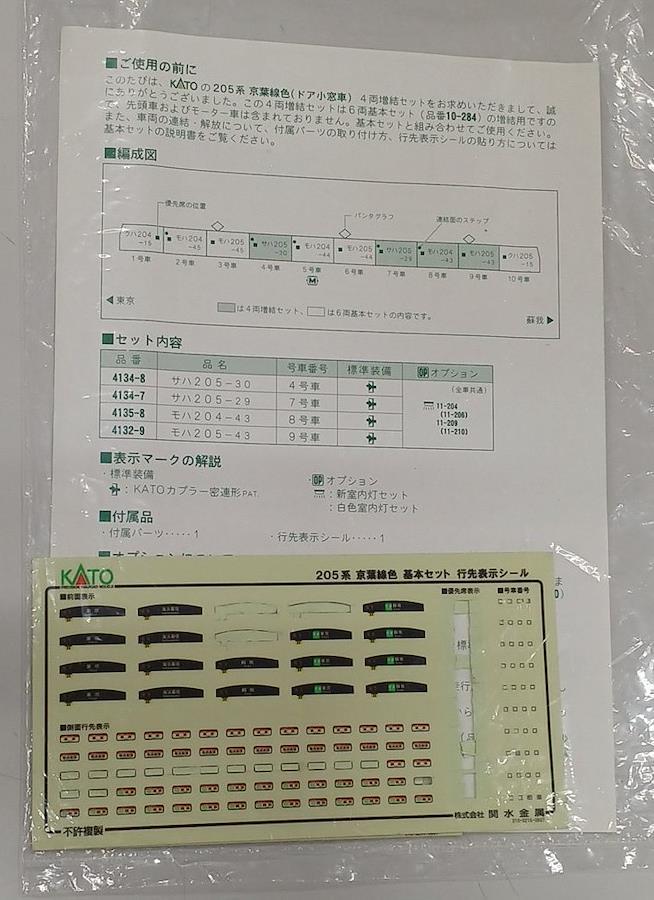 ■ご使用の前に
このたびは、KATOの205系 京葉線色(ドア小窓車) 4両増結セットをお求めいただきまして、誠
にありがとうございました。この4両増結セットは6両基本セット(品番10-284)の増結用ですの
で、先頭車およびモーター車は含まれておりません。基本セットと組み合わせてご使用ください。
また、車両の連結・解放について、付属パーツの取り付け方、行先表示シールの貼り方については
基本セットの説明書をご覧ください。
■編成図
優先席の位置
パンタグラフ
連結面のステップ
クハ204 -15
モハ204 -45
モハ205 -45
サハ205 -30
モハ204 -44
モハ205 -44
サハ205 -29
モハ204 -43
モハ205 -43
クハ205 -15
1号車 2号車 3号車 4号車 5号車 6号車 7号車 8号車 9号車 10号車
M
◀東京
は4両増結セット、は6両基本セットの内容です。
蘇我▶
■セット内容
品番 品名 号車番号 標準装備 OPオプション
4134-8 サハ205-30 4号車
4134-7 サハ205-29 7号車
4135-8 モハ204-43 8号車
4132-9 モハ205-43 9号車
(全車共通)
11-204
(11-206)
11-209
(11-210)
■表示マークの解説
・標準装備
:KATOカプラー密連形PAT.
・OPオプション
:新室内灯セット
:白色室内灯セット
■付属品
・付属パーツ‥‥‥1
・行先表示シール‥‥‥1
KATO
205系 京葉線色 基本セット 行先表示シール
■前面表示
■優先席表示
■号車番号
■側面行先表示
不許複製
株式会社 関水金属